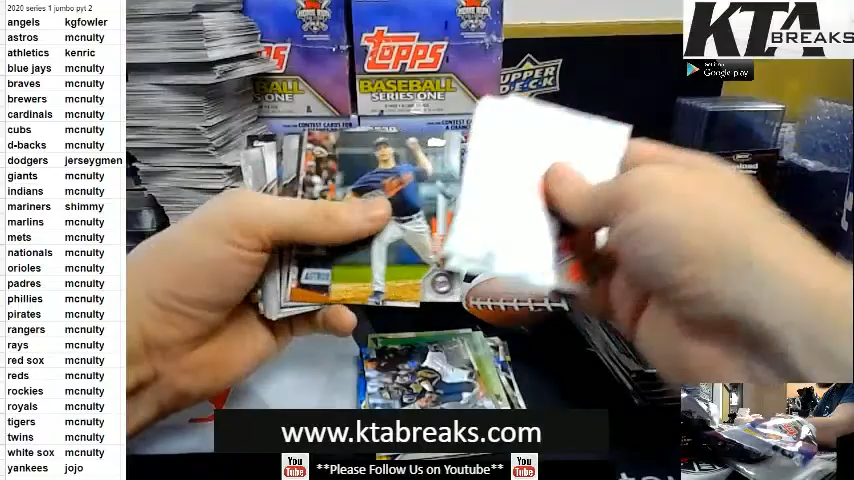 2020 series 1 jumbo pyt 2
angels kgfowler
astros mcnulty
athletics kenric
blue jays mcnulty
braves mcnulty
brewers mcnulty
cardinals mcnulty
cubs mcnulty
d-backs mcnulty
dodgers jerseygmen
giants mcnulty
indians mcnulty
mariners shimmy
marlins mcnulty
mets mcnulty
nationals mcnulty
orioles mcnulty
padres mcnulty
phillies mcnulty
pirates mcnulty
rangers mcnulty
rays mcnulty
red sox mcnulty
reds mcnulty
rockies mcnulty
royals mcnulty
tigers mcnulty
twins mcnulty
white sox mcnulty
yankees jojo
TOPPS
BASEBALL
SERIES ONE
UPPER
DECK
ASTROS
KTA
BREAKS
Google play
www.ktabreaks.com
You
Tube
**Please Follow Us on Youtube**
You
Tube